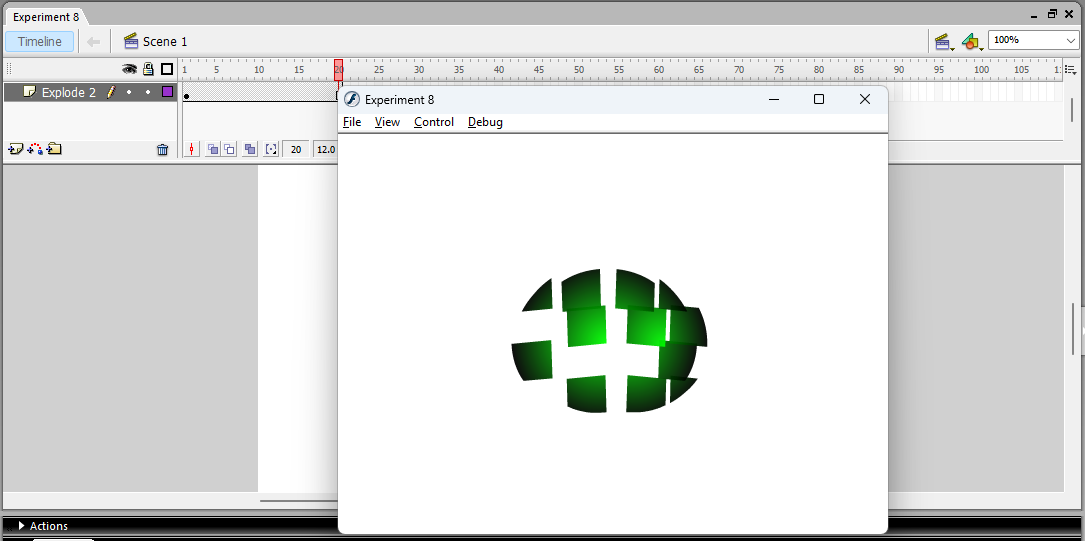 Experiment 8
Timeline Scene 1 100%
1 5 10 15 20 25 30 35 40 45 50 55 60 65 70 75 80 85 90 95 100 105
Explode 2
Experiment 8
File View Control Debug
20 12.0
Actions